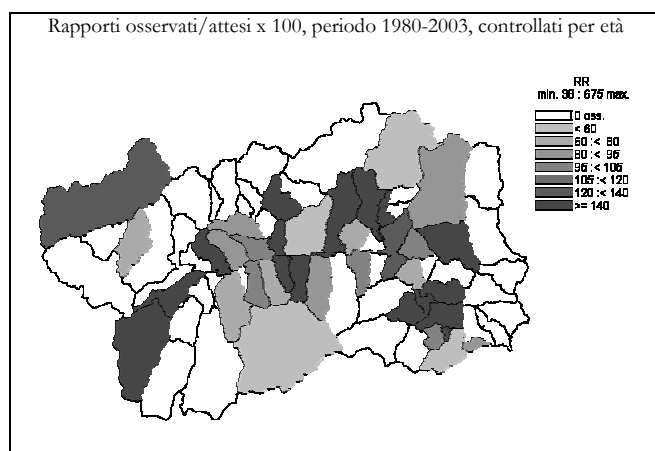 Rapporti osservati/attesi x 100, periodo 1980-2003, controllati per età
RR
min. 36 : 675 max.
0 oss.
< 60
60 :< 80
80 :< 95
95 :< 105
105 :< 120
120 :< 140
>= 140